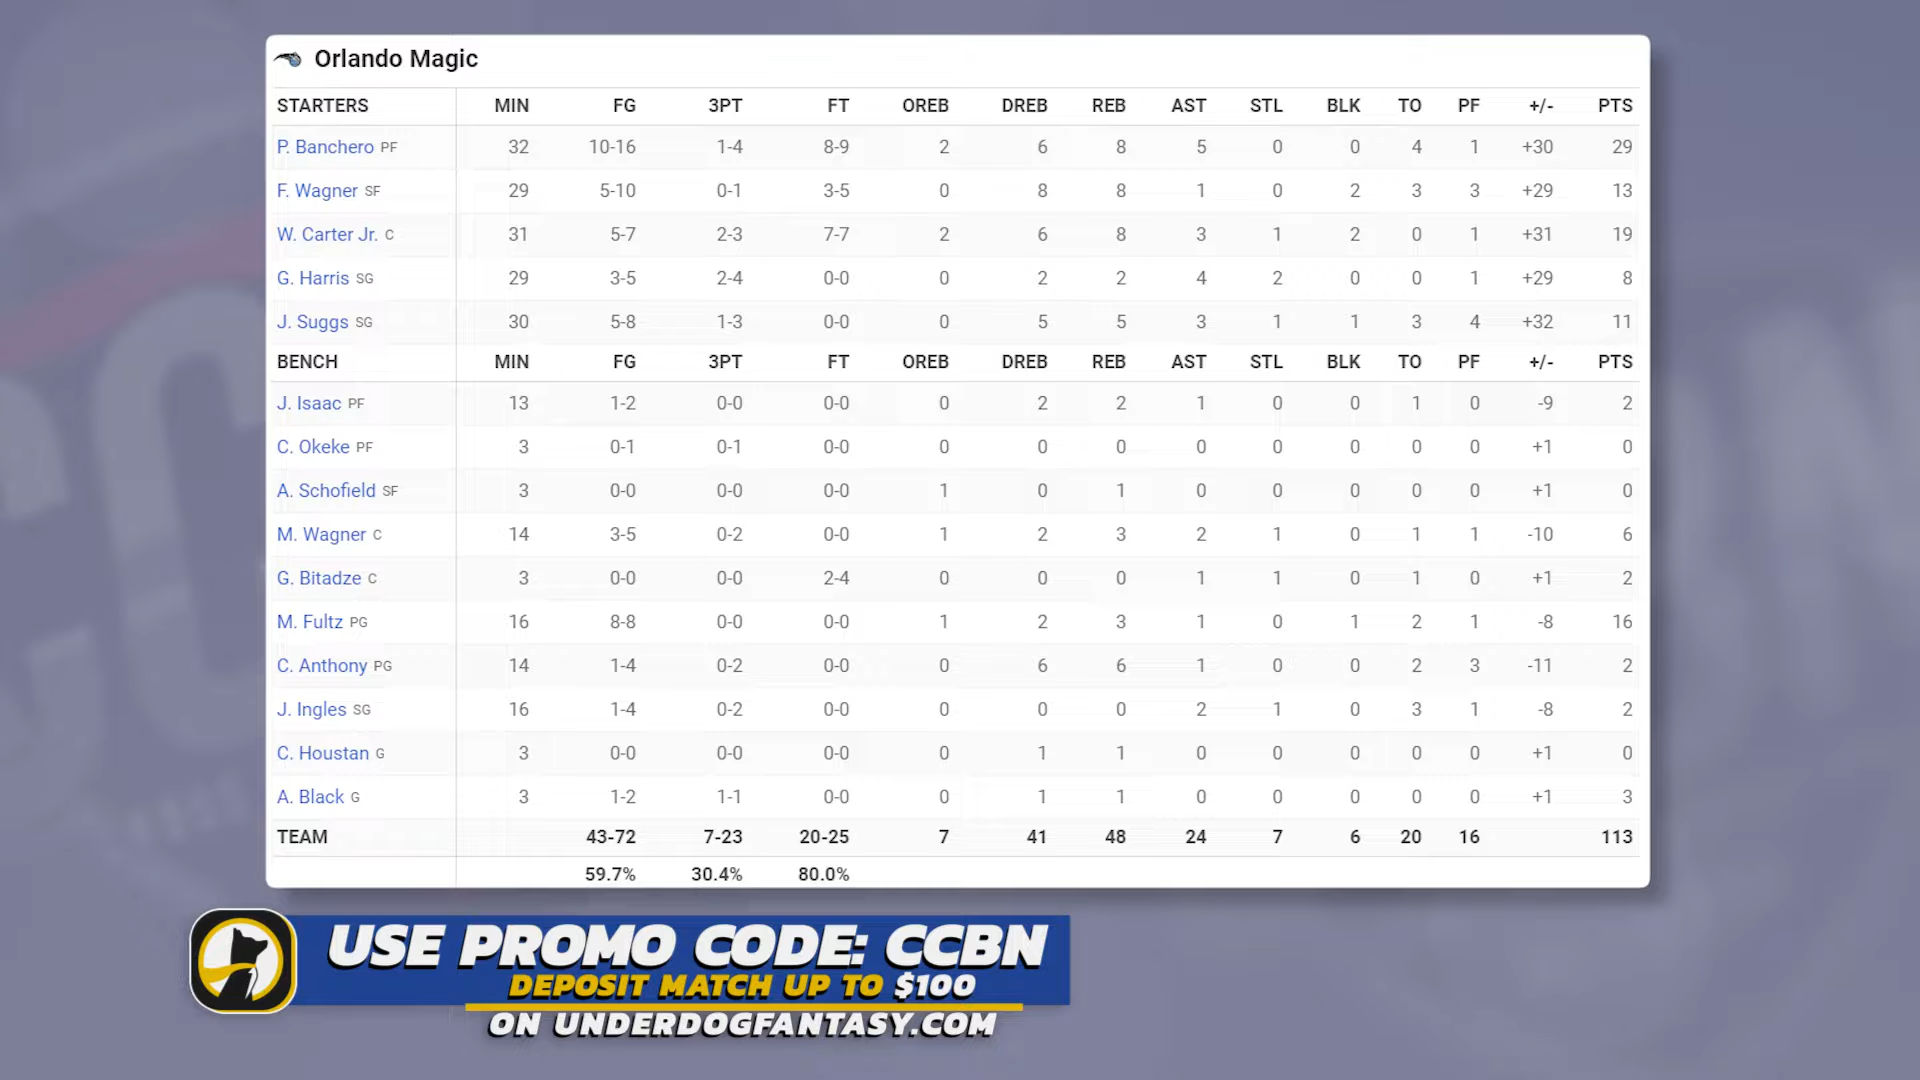 Orlando Magic
STARTERS MIN FG 3PT FT OREB DREB REB AST STL BLK TO PF +/- PTS
P. Banchero PF 32 10-16 1-4 8-9 2 6 8 5 0 0 4 1 +30 29
F. Wagner SF 29 5-10 0-1 3-5 0 8 8 1 0 2 3 3 +29 13
W. Carter Jr. C 31 5-7 2-3 7-7 2 6 8 3 1 2 0 1 +31 19
G. Harris SG 29 3-5 2-4 0-0 0 2 2 4 2 0 0 1 +29 8
J. Suggs SG 30 5-8 1-3 0-0 0 5 5 3 1 1 3 4 +32 11
BENCH MIN FG 3PT FT OREB DREB REB AST STL BLK TO PF +/- PTS
J. Isaac PF 13 1-2 0-0 0-0 0 2 2 1 0 0 1 0 -9 2
C. Okeke PF 3 0-1 0-1 0-0 0 0 0 0 0 0 0 0 +1 0
A. Schofield SF 3 0-0 0-0 0-0 1 0 1 0 0 0 0 0 +1 0
M. Wagner C 14 3-5 0-2 0-0 1 2 3 2 1 0 1 1 -10 6
G. Bitadze C 3 0-0 0-0 2-4 0 0 0 1 1 0 1 0 +1 2
M. Fultz PG 16 8-8 0-0 0-0 1 2 3 1 0 1 2 1 -8 16
C. Anthony PG 14 1-4 0-2 0-0 0 6 6 1 0 0 2 3 -11 2
J. Ingles SG 16 1-4 0-2 0-0 0 0 0 2 1 0 3 1 -8 2
C. Houstan G 3 0-0 0-0 0-0 0 1 1 0 0 0 0 0 +1 0
A. Black G 3 1-2 1-1 0-0 0 1 1 0 0 0 0 0 +1 3
TEAM 43-72 7-23 20-25 7 41 48 24 7 6 20 16 113
59.7% 30.4% 80.0%
USE PROMO CODE: CCBN
DEPOSIT MATCH UP TO $100
ON UNDERDOGFANTASY.COM